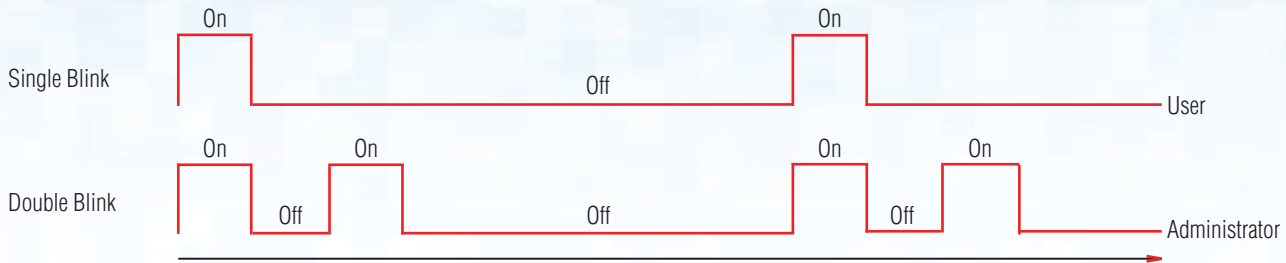 On On
Single Blink Off User
On On On On
Double Blink Off Off Off Administrator